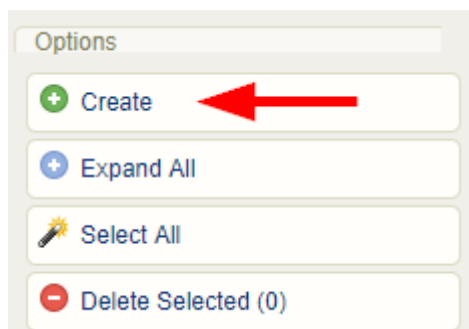 Options
Create
Expand All
Select All
Delete Selected (0)